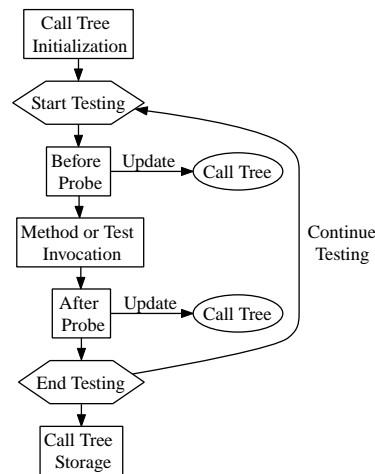 Call Tree
Initialization
Start Testing
Before
Probe
Update
Call Tree
Method or Test
Invocation
Continue
Testing
After
Probe
Update
Call Tree
End Testing
Call Tree
Storage